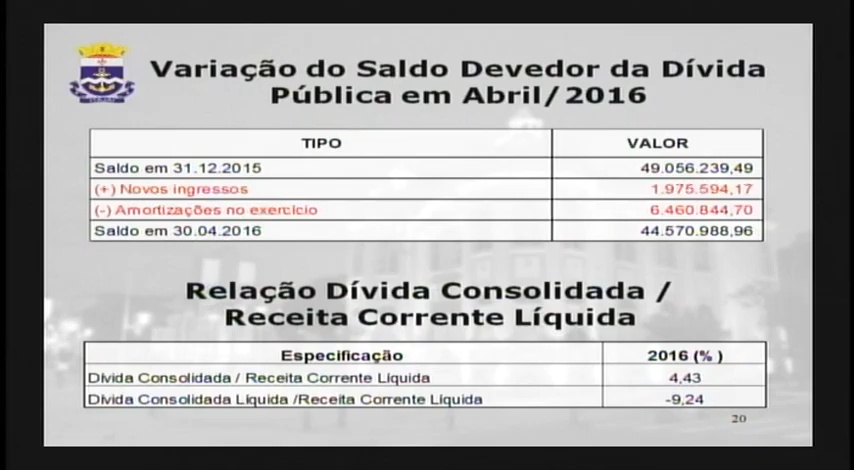 Variação do Saldo Devedor da Dívida
Pública em Abril/2016
TIPO VALOR
Saldo em 31.12.2015 49.056.239,49
(+) Novos ingressos 1.975.594,17
(-) Amortizações no exercício 6.460.844,70
Saldo em 30.04.2016 44.570.988,96
Relação Dívida Consolidada /
Receita Corrente Líquida
Especificação 2016 (% )
Dívida Consolidada / Receita Corrente Líquida 4,43
Dívida Consolidada Líquida /Receita Corrente Líquida -9,24
20